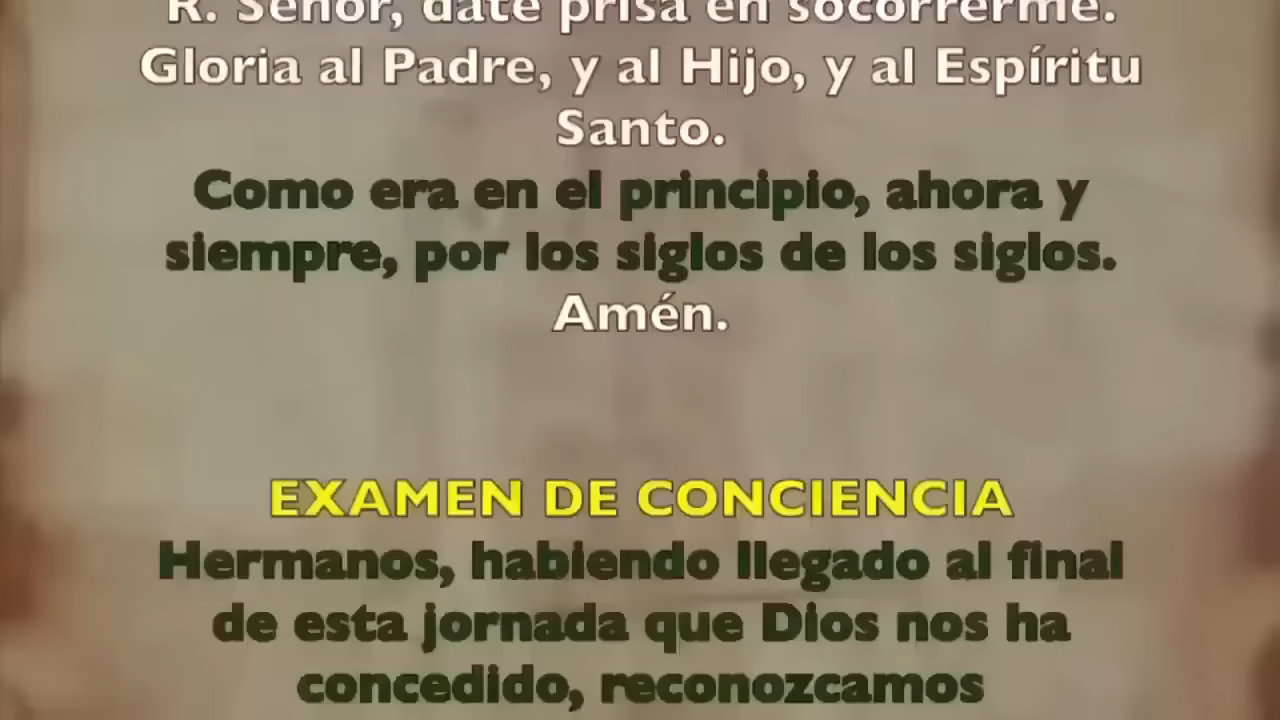 R. Señor, date prisa en socorrerme.
Gloria al Padre, y al Hijo, y al Espíritu
Santo.
Como era en el principio, ahora y
siempre, por los siglos de los siglos.
Amén.
EXAMEN DE CONCIENCIA
Hermanos, habiendo llegado al final
de esta jornada que Dios nos ha
concedido, reconozcamos